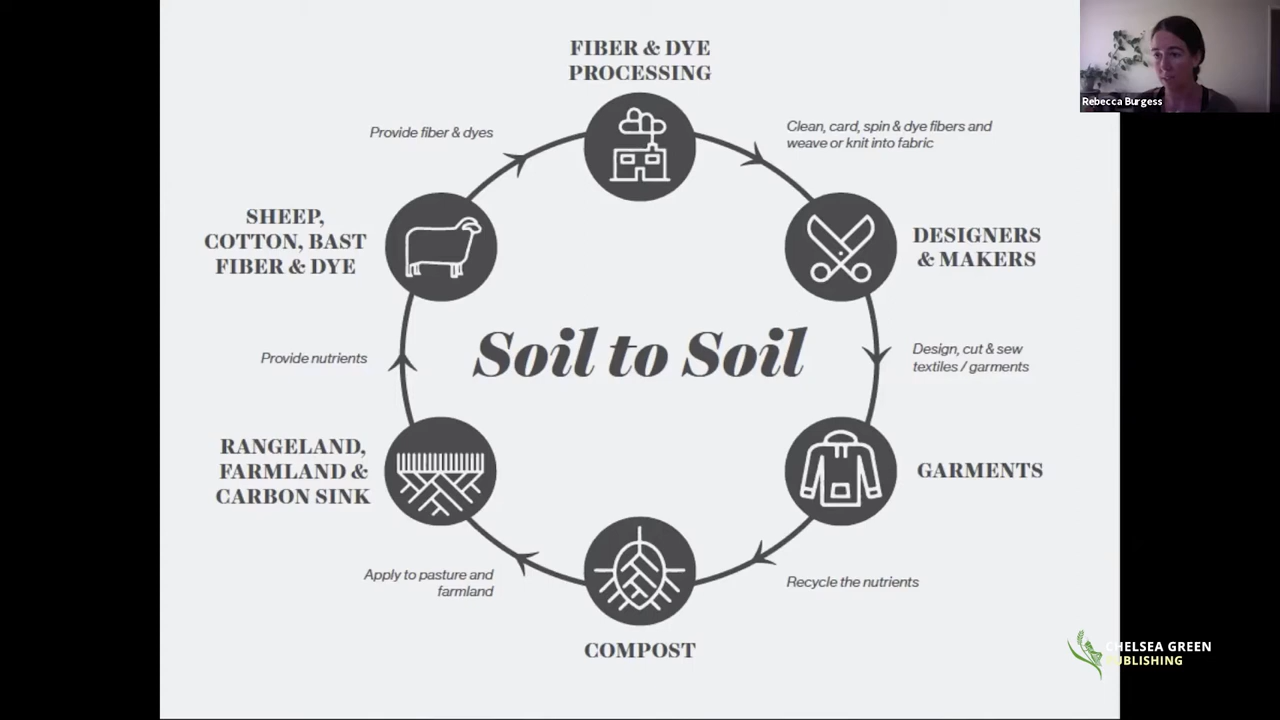 FIBER & DYE
PROCESSING
Rebecca Burgess
Provide fiber & dyes
Clean, card, spin & dye fibers and
weave or knit into fabric
SHEEP,
COTTON, BAST
FIBER & DYE
DESIGNERS
& MAKERS
Soil to Soil
Provide nutrients
Design, cut & sew
textiles / garments
RANGELAND,
FARMLAND &
CARBON SINK
GARMENTS
Apply to pasture and
farmland
Recycle the nutrients
COMPOST
CHELSEA GREEN
PUBLISHING